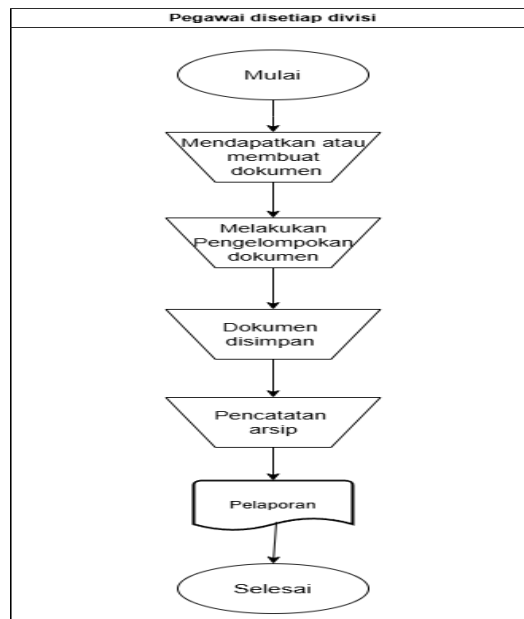 Pegawai disetiap divisi
Mulai
Mendapatkan atau
membuat
dokumen
Melakukan
Pengelompokan
dokumen
Dokumen
disimpan
Pencatatan
arsip
Pelaporan
Selesai